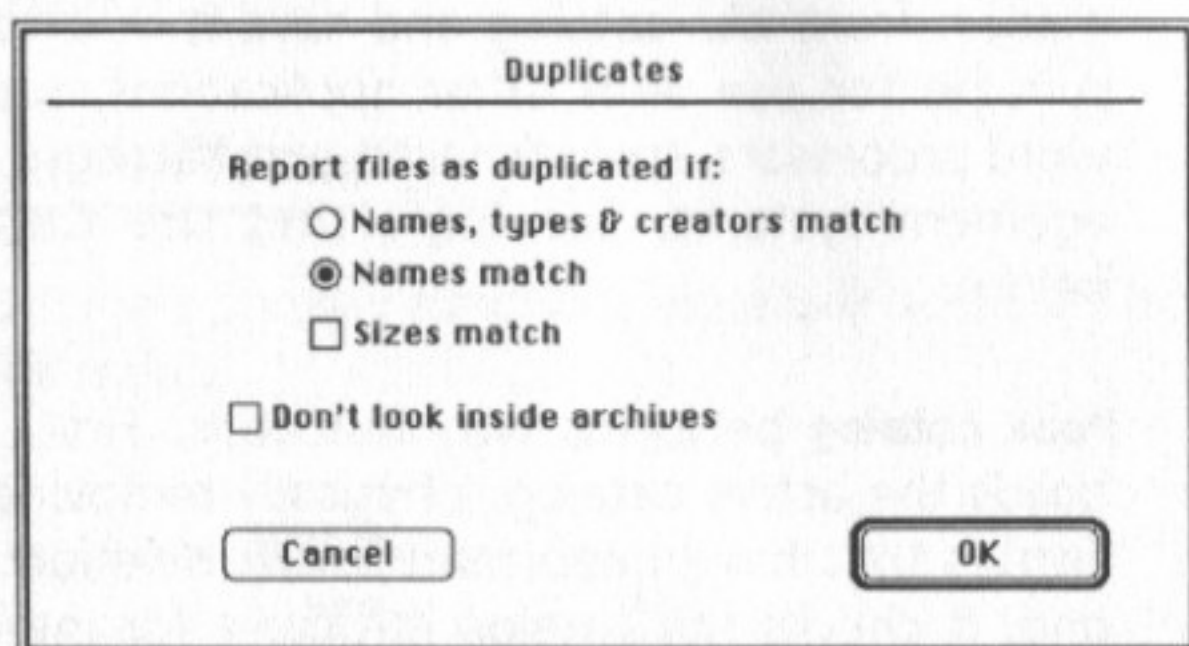 Duplicates
Report files as duplicated if:
Names, types & creators match
Names match
Sizes match
Don't look inside archives
Cancel
OK